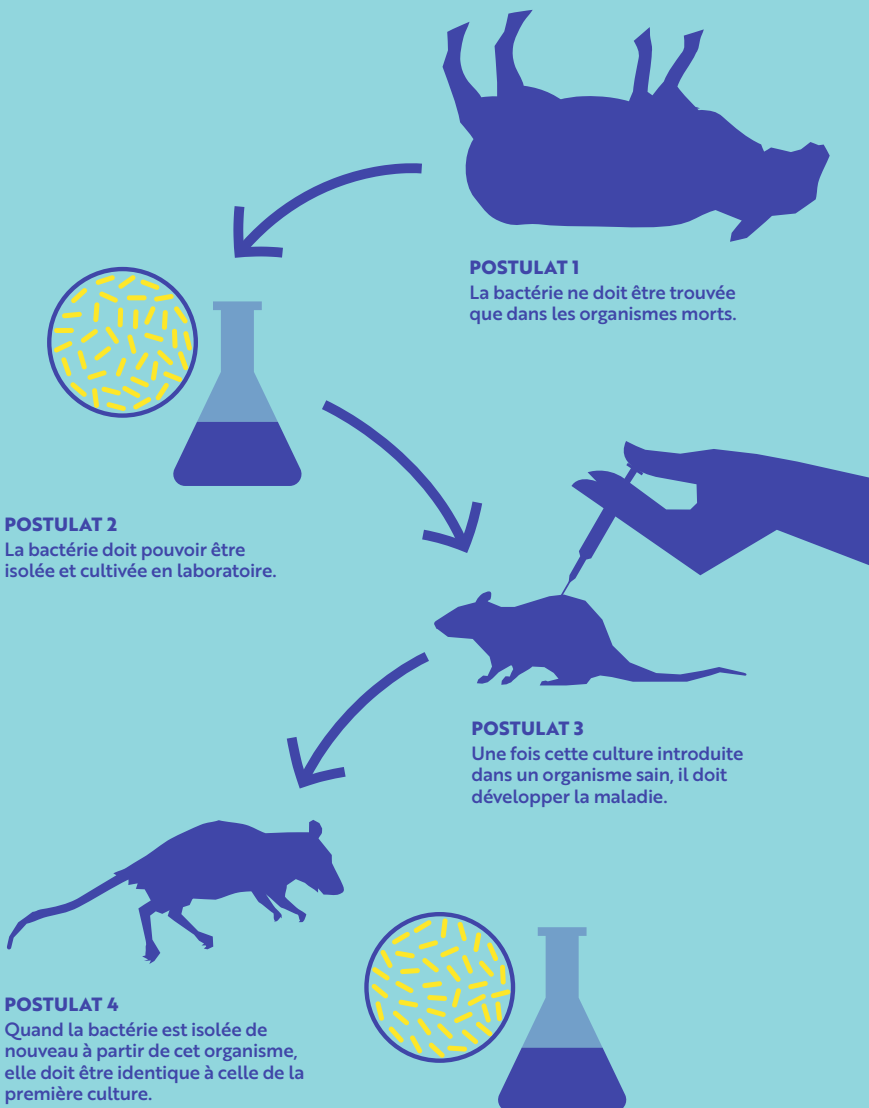 POSTULAT 1
La bactérie ne doit être trouvée
que dans les organismes morts.
POSTULAT 2
La bactérie doit pouvoir être
isolée et cultivée en laboratoire.
POSTULAT 3
Une fois cette culture introduite
dans un organisme sain, il doit
développer la maladie.
POSTULAT 4
Quand la bactérie est isolée de
nouveau à partir de cet organisme,
elle doit être identique à celle de la
première culture.